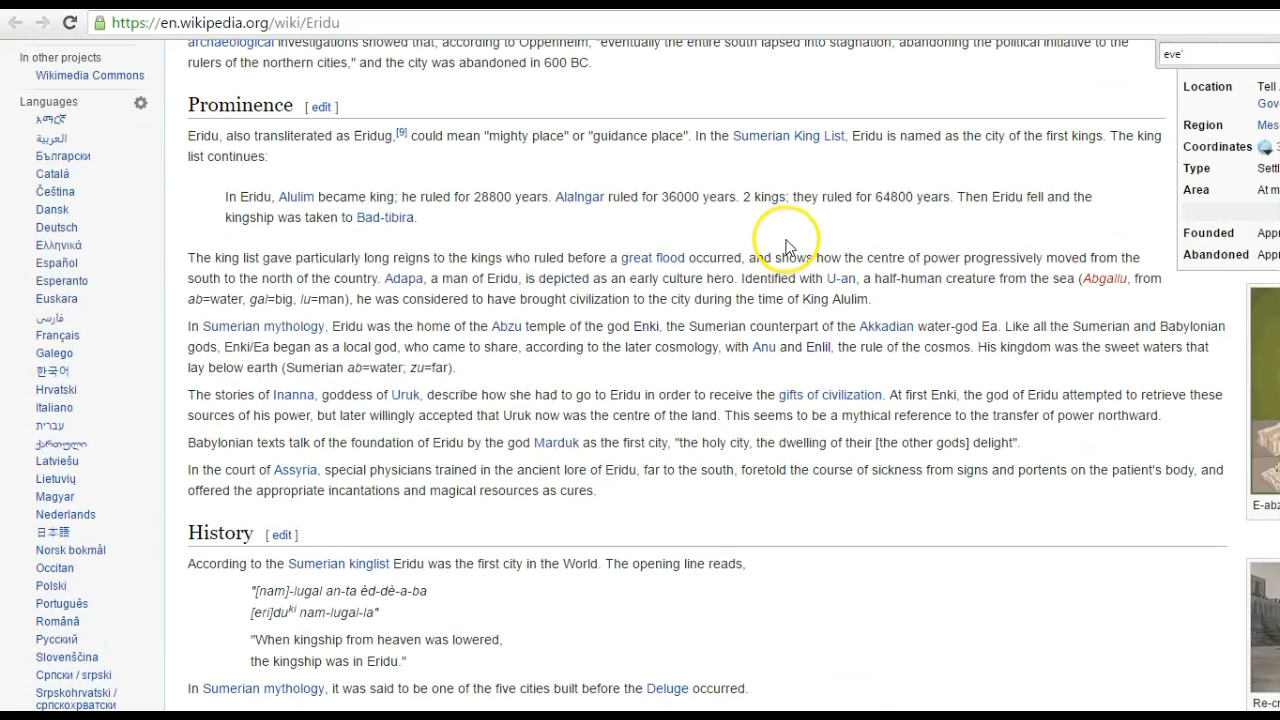 https://en.wikipedia.org/wiki/Eridu
In other projects
Wikimedia Commons
Languages
አማርኛ
العربية
Български
Català
Čeština
Dansk
Deutsch
Ελληνικά
Español
Esperanto
Euskara
فارسی
Français
Galego
한국어
Hrvatski
Italiano
עברית
ქართული
Latviešu
Lietuvių
Magyar
Nederlands
日本語
Norsk bokmål
Occitan
Polski
Português
Română
Русский
Slovenščina
Српски / srpski
Srpskohrvatski /
српскохрватски
archaeological investigations showed that, according to Oppenheim, "eventually the entire south lapsed into stagnation, abandoning the political initiative to the
rulers of the northern cities," and the city was abandoned in 600 BC.
Prominence [ edit ]
Eridu, also transliterated as Eridug,[9] could mean "mighty place" or "guidance place". In the Sumerian King List, Eridu is named as the city of the first kings. The king
list continues:
In Eridu, Alulim became king; he ruled for 28800 years. Alalngar ruled for 36000 years. 2 kings; they ruled for 64800 years. Then Eridu fell and the
kingship was taken to Bad-tibira.
The king list gave particularly long reigns to the kings who ruled before a great flood occurred, and shows how the centre of power progressively moved from the
south to the north of the country. Adapa, a man of Eridu, is depicted as an early culture hero. Identified with U-an, a half-human creature from the sea (Abgallu, from
ab=water, gal=big, lu=man), he was considered to have brought civilization to the city during the time of King Alulim.
In Sumerian mythology, Eridu was the home of the Abzu temple of the god Enki, the Sumerian counterpart of the Akkadian water-god Ea. Like all the Sumerian and Babylonian
gods, Enki/Ea began as a local god, who came to share, according to the later cosmology, with Anu and Enlil, the rule of the cosmos. His kingdom was the sweet waters that
lay below earth (Sumerian ab=water; zu=far).
The stories of Inanna, goddess of Uruk, describe how she had to go to Eridu in order to receive the gifts of civilization. At first Enki, the god of Eridu attempted to retrieve these
sources of his power, but later willingly accepted that Uruk now was the centre of the land. This seems to be a mythical reference to the transfer of power northward.
Babylonian texts talk of the foundation of Eridu by the god Marduk as the first city, "the holy city, the dwelling of their [the other gods] delight".
In the court of Assyria, special physicians trained in the ancient lore of Eridu, far to the south, foretold the course of sickness from signs and portents on the patient's body, and
offered the appropriate incantations and magical resources as cures.
History [ edit ]
According to the Sumerian kinglist Eridu was the first city in the World. The opening line reads,
"[nam]-lugal an-ta èd-dè-a-ba
[eri]duki nam-lugal-la"
"When kingship from heaven was lowered,
the kingship was in Eridu."
In Sumerian mythology, it was said to be one of the five cities built before the Deluge occurred.
eve'
Location Tell
Gov
Region Mes
Coordinates 3
Type Settl
Area At m
Founded Appr
Abandoned Appr
E-abz
Re-cr